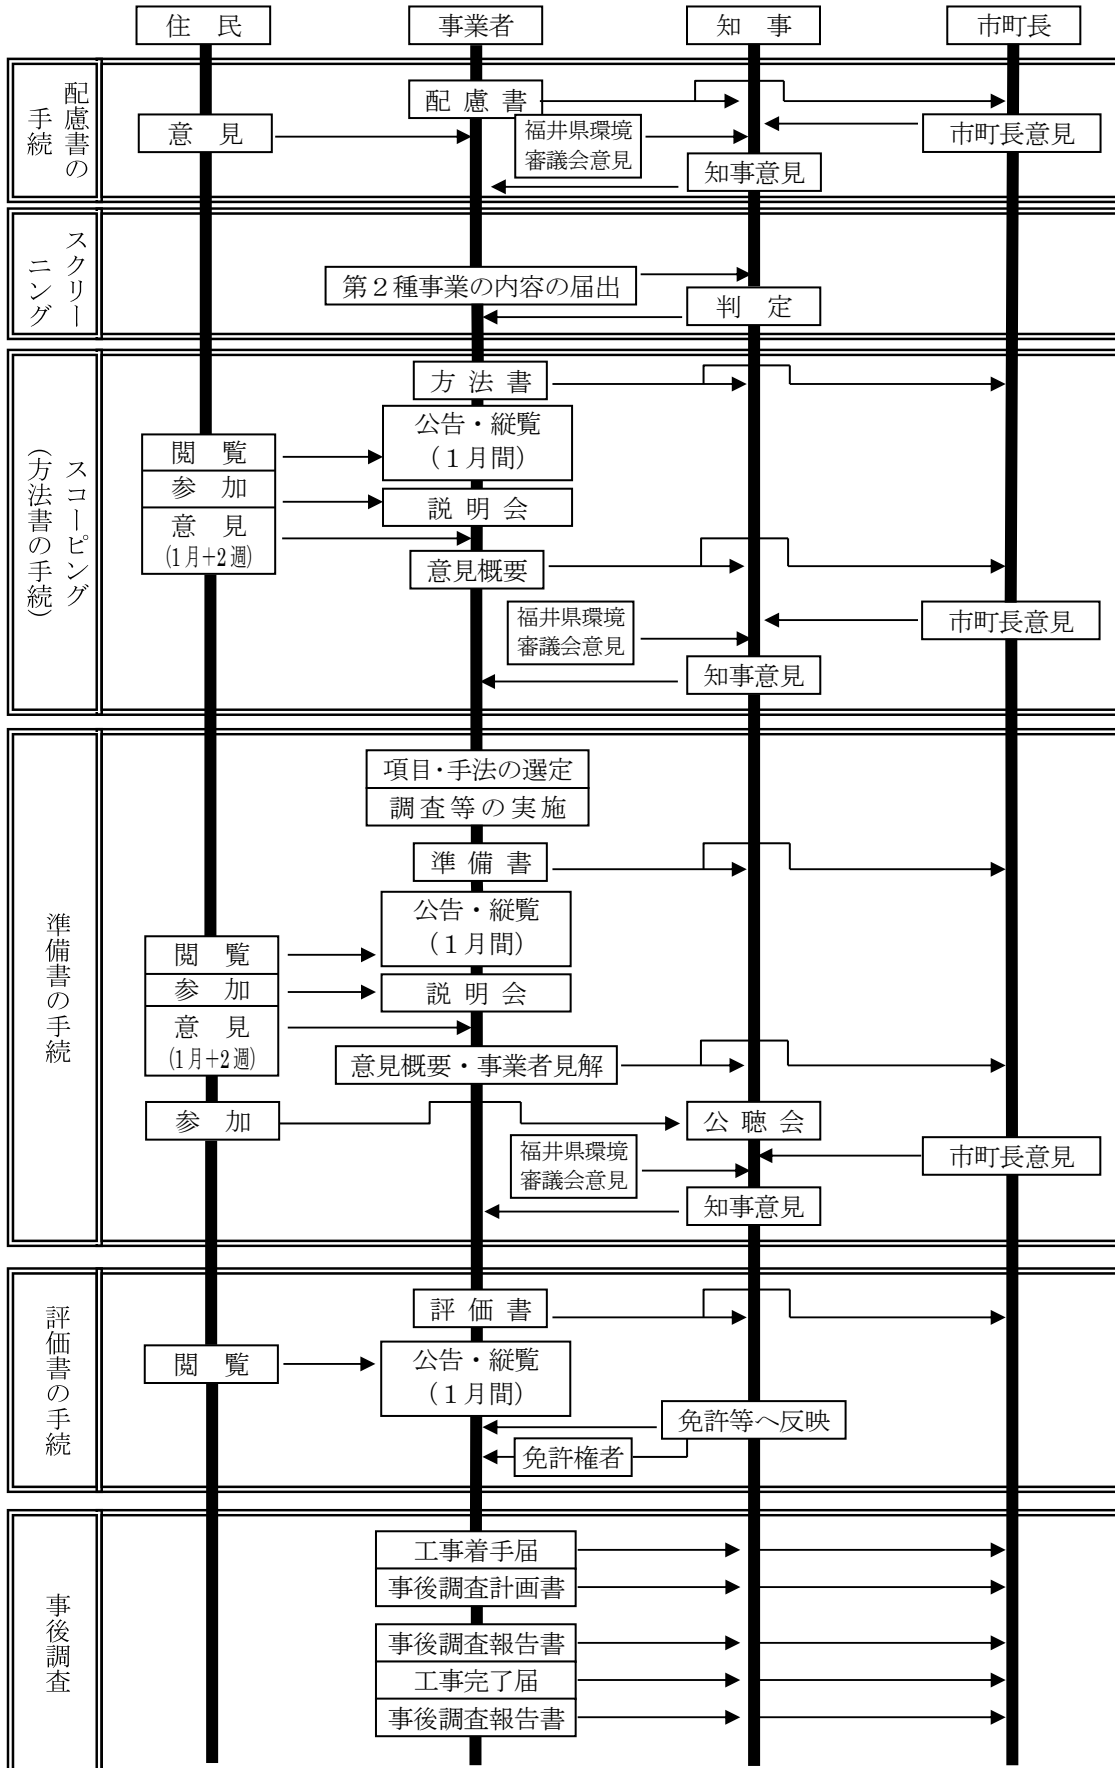 住 民
事業者
知 事
市町長
配慮書の
手続
配 慮 書
意 見
福井県環境
審議会意見
市町長意見
知事意見
スクリー
ニング
第２種事業の内容の届出
判 定
スコーピング
(方法書の手続)
方 法 書
公告・縦覧
（１月間）
閲 覧
参 加
説 明 会
意 見
(1月+2週)
意見概要
福井県環境
審議会意見
市町長意見
知事意見
準備書の手続
項目・手法の選定
調査等の実施
準 備 書
公告・縦覧
（１月間）
閲 覧
参 加
説 明 会
意 見
(1月+2週)
意見概要・事業者見解
参 加
公 聴 会
福井県環境
審議会意見
市町長意見
知事意見
評価書の手続
評 価 書
閲 覧
公告・縦覧
（１月間）
免許等へ反映
免許権者
事後調査
工事着手届
事後調査計画書
事後調査報告書
工事完了届
事後調査報告書